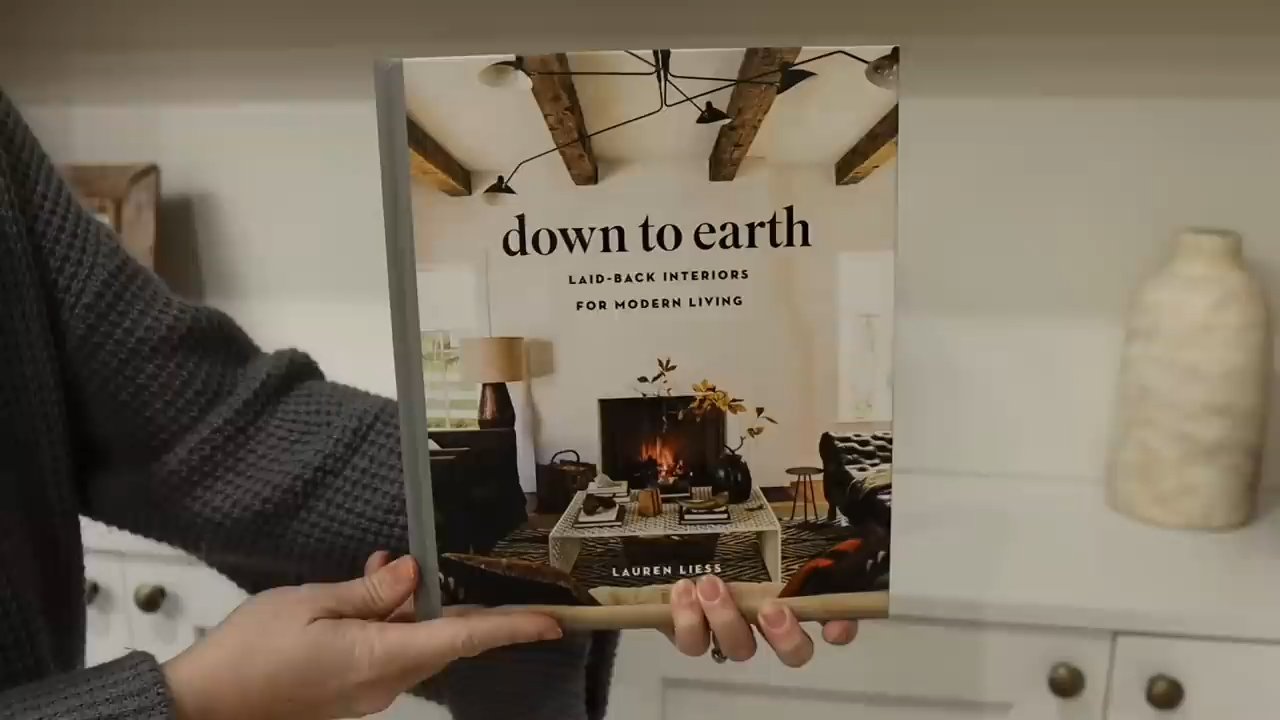 down to earth
LAID-BACK INTERIORS
FOR MODERN LIVING
LAUREN LIESS